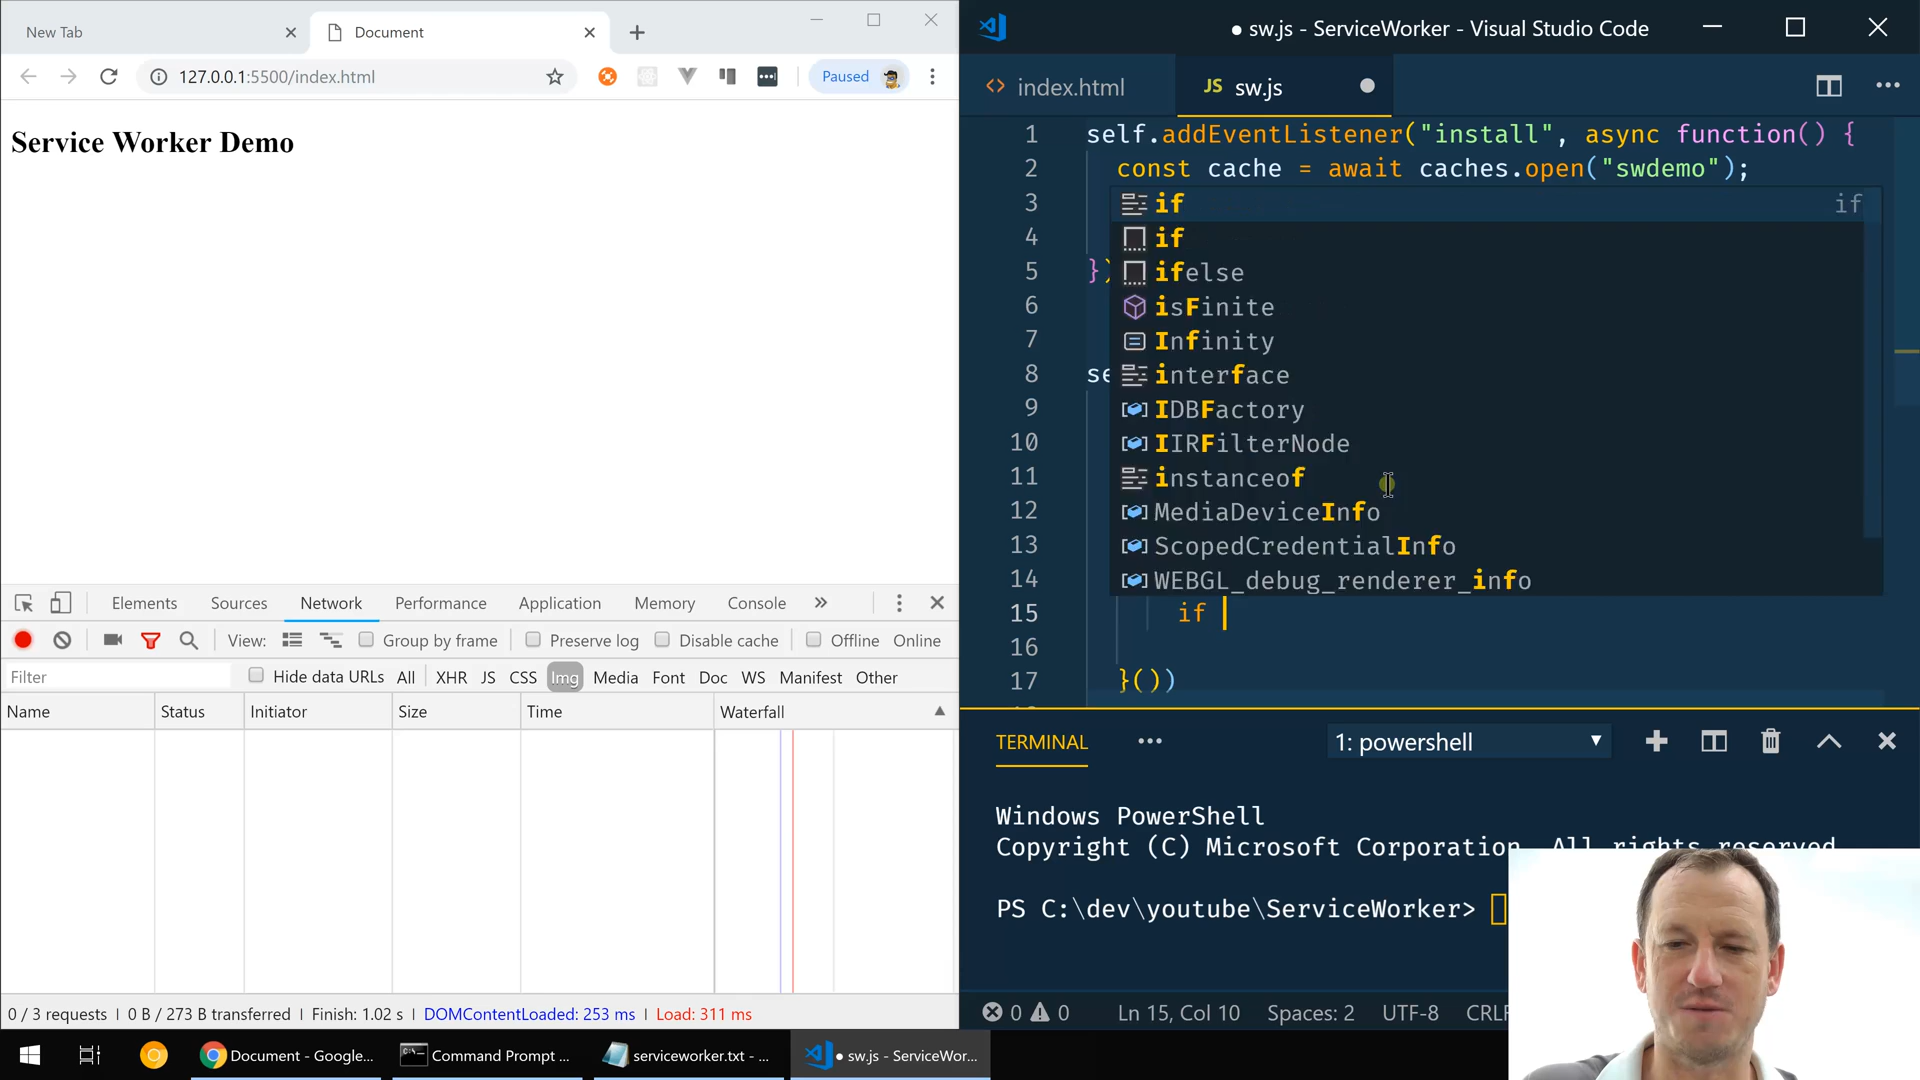 New Tab
Document
127.0.0.1:5500/index.html
Paused
Service Worker Demo
Elements Sources Network Performance Application Memory Console
View: Group by frame Preserve log Disable cache Offline Online
Filter Hide data URLs All XHR JS CSS Img Media Font Doc WS Manifest Other
Name Status Initiator Size Time Waterfall
0 / 3 requests | 0 B / 273 B transferred | Finish: 1.02 s | DOMContentLoaded: 253 ms | Load: 311 ms
● sw.js - ServiceWorker - Visual Studio Code
<> index.html
JS sw.js
1 self.addEventListener("install", async function() {
2 const cache = await caches.open("swdemo");
3 if if
4 if
5 }) ifelse
6 isFinite
7 Infinity
8 se interface
9 IDBFactory
10 IIRFilterNode
11 instanceof
12 MediaDeviceInfo
13 ScopedCredentialInfo
14 WEBGL_debug_renderer_info
15 if
16
17 }())
TERMINAL ··· 1: powershell
Windows PowerShell
Copyright (C) Microsoft Corporation. All rights reserved
PS C:\dev\youtube\ServiceWorker>
0 0 Ln 15, Col 10 Spaces: 2 UTF-8
Document - Google... Command Prompt ... serviceworker.txt - ... ● sw.js - ServiceWor...